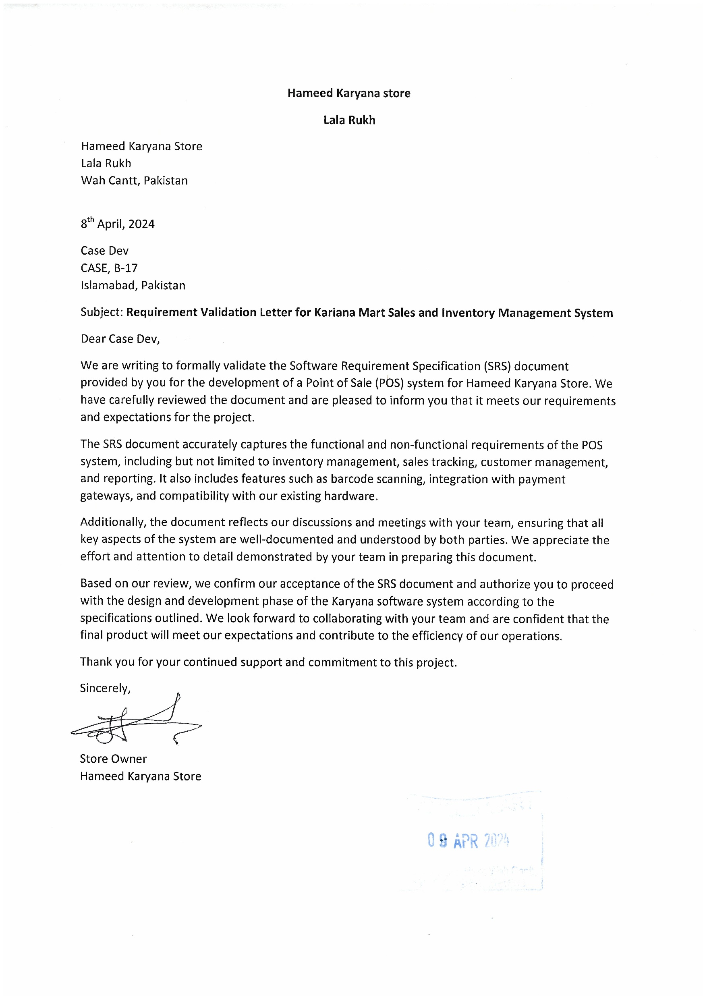 Hameed Karyana store
Lala Rukh
Hameed Karyana Store
Lala Rukh
Wah Cantt, Pakistan
8th April, 2024
Case Dev
CASE, B-17
Islamabad, Pakistan
Subject: Requirement Validation Letter for Kariana Mart Sales and Inventory Management System
Dear Case Dev,
We are writing to formally validate the Software Requirement Specification (SRS) document
provided by you for the development of a Point of Sale (POS) system for Hameed Karyana Store. We
have carefully reviewed the document and are pleased to inform you that it meets our requirements
and expectations for the project.
The SRS document accurately captures the functional and non-functional requirements of the POS
system, including but not limited to inventory management, sales tracking, customer management,
and reporting. It also includes features such as barcode scanning, integration with payment
gateways, and compatibility with our existing hardware.
Additionally, the document reflects our discussions and meetings with your team, ensuring that all
key aspects of the system are well-documented and understood by both parties. We appreciate the
effort and attention to detail demonstrated by your team in preparing this document.
Based on our review, we confirm our acceptance of the SRS document and authorize you to proceed
with the design and development phase of the Karyana software system according to the
specifications outlined. We look forward to collaborating with your team and are confident that the
final product will meet our expectations and contribute to the efficiency of our operations.
Thank you for your continued support and commitment to this project.
Sincerely,
Store Owner
Hameed Karyana Store
APR 2024
Wah Cantt